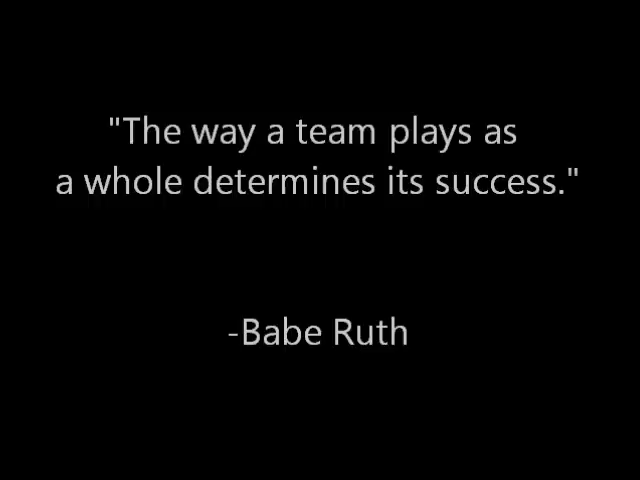 "The way a team plays as
a whole determines its success."
-Babe Ruth